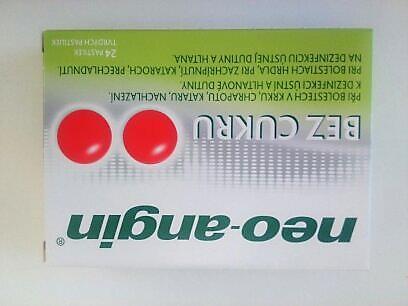 neo-angin®
BEZ CUKRU
PŘI BOLESTECH V KRKU, CHRAPOTU, KATARU, NACHLAZENÍ.
K DEZINFEKCI ÚSTNÍ A HLTANOVÉ DUTINY.
PRI BOLESTIACH HRDLA, PRI ZACHRÍPNUTÍ, KATAROCH, PRECHLADNUTÍ.
NA DEZINFEKCIU ÚSTNEJ DUTINY A HLTANA
24 PASTILEK
TVRDÝCH PASTILIEK